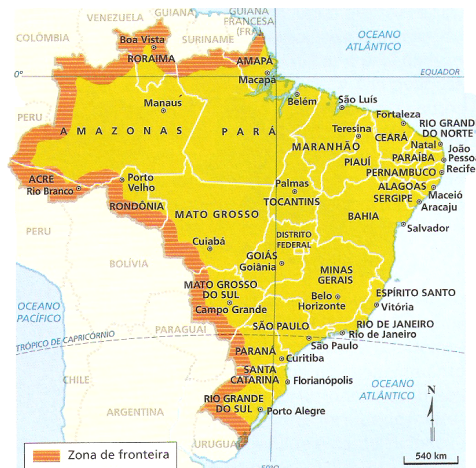 VENEZUELA
GUIANA
GUIANA
FRANCESA
(FRA)
COLÔMBIA
SURINAME
OCEANO
ATLÂNTICO
Boa Vista
RORAIMA
AMAPÁ
Macapá
0°
EQUADOR
Belém
São Luís
Manaus
AMAZONAS
PARÁ
Fortaleza
RIO GRANDE
DO NORTE
Teresina
CEARÁ
Natal
MARANHÃO
PARAÍBA
João
Pessoa
PIAUÍ
PERNAMBUCO
Recife
PERU
ACRE
Rio Branco
Porto
Velho
RONDÔNIA
Palmas
TOCANTINS
ALAGOAS
Maceió
SERGIPE
Aracaju
MATO GROSSO
BAHIA
Salvador
PERU
Cuiabá
DISTRITO
FEDERAL
BOLÍVIA
GOIÁS
Goiânia
MINAS
GERAIS
MATO GROSSO
DO SUL
Campo Grande
Belo
Horizonte
ESPÍRITO SANTO
Vitória
OCEANO
PACÍFICO
RIO DE JANEIRO
Rio de Janeiro
SÃO PAULO
São Paulo
TRÓPICO DE CAPRICÓRNIO
PARAGUAI
PARANÁ
Curitiba
SANTA
CATARINA
Florianópolis
CHILE
OCEANO
ATLÂNTICO
N
RIO GRANDE
DO SUL
Porto Alegre
ARGENTINA
URUGUAI
Zona de fronteira
540 km